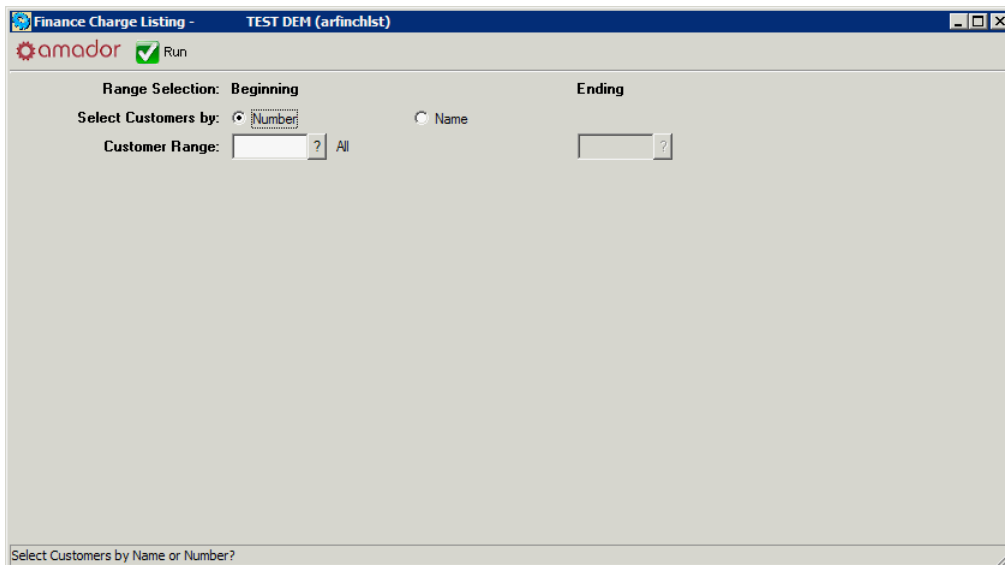 Finance Charge Listing - TEST DEM (arfinchlst)
amador Run
Range Selection: Beginning Ending
Select Customers by: Number Name
Customer Range: ? All ?
Select Customers by Name or Number?